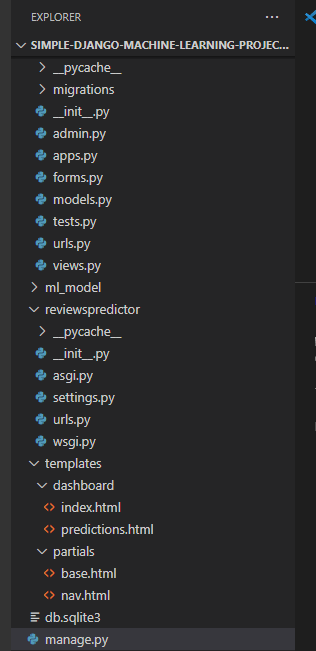 EXPLORER
SIMPLE-DJANGO-MACHINE-LEARNING-PROJEC...
__pycache__
migrations
__init__.py
admin.py
apps.py
forms.py
models.py
tests.py
urls.py
views.py
ml_model
reviewspredictor
__pycache__
__init__.py
asgi.py
settings.py
urls.py
wsgi.py
templates
dashboard
index.html
predictions.html
partials
base.html
nav.html
db.sqlite3
manage.py